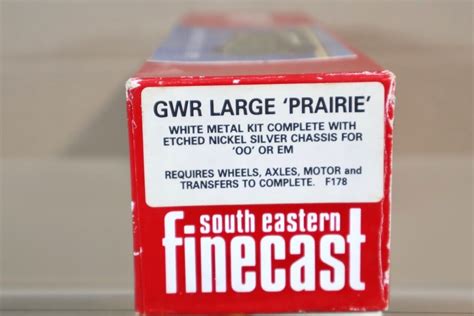 GWR LARGE 'PRAIRIE'
WHITE METAL KIT COMPLETE WITH
ETCHED NICKEL SILVER CHASSIS FOR
'OO' OR EM
REQUIRES WHEELS, AXLES, MOTOR and
TRANSFERS TO COMPLETE. F178
south eastern
finecast